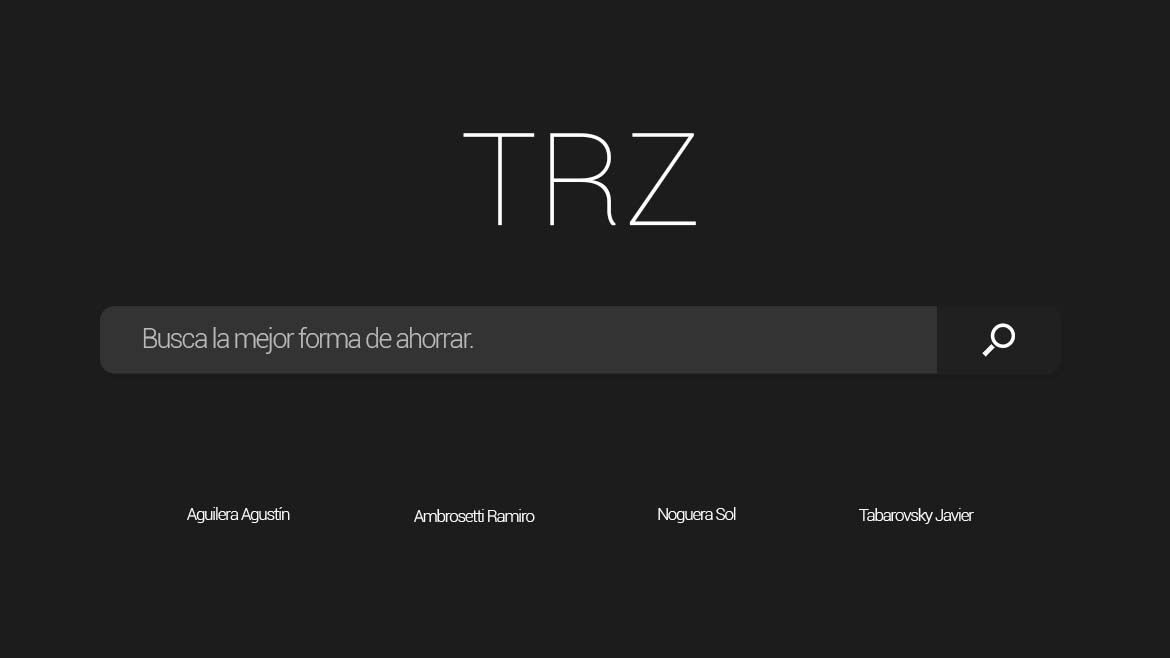 TRZ
Busca la mejor forma de ahorrar.
Aguilera Agustín
Ambrosetti Ramiro
Noguera Sol
Tabarovsky Javier